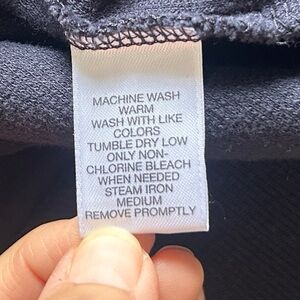 MACHINE WASH
WARM
WASH WITH LIKE
COLORS
TUMBLE DRY LOW
ONLY NON-
CHLORINE BLEACH
WHEN NEEDED
STEAM IRON
MEDIUM
REMOVE PROMPTLY